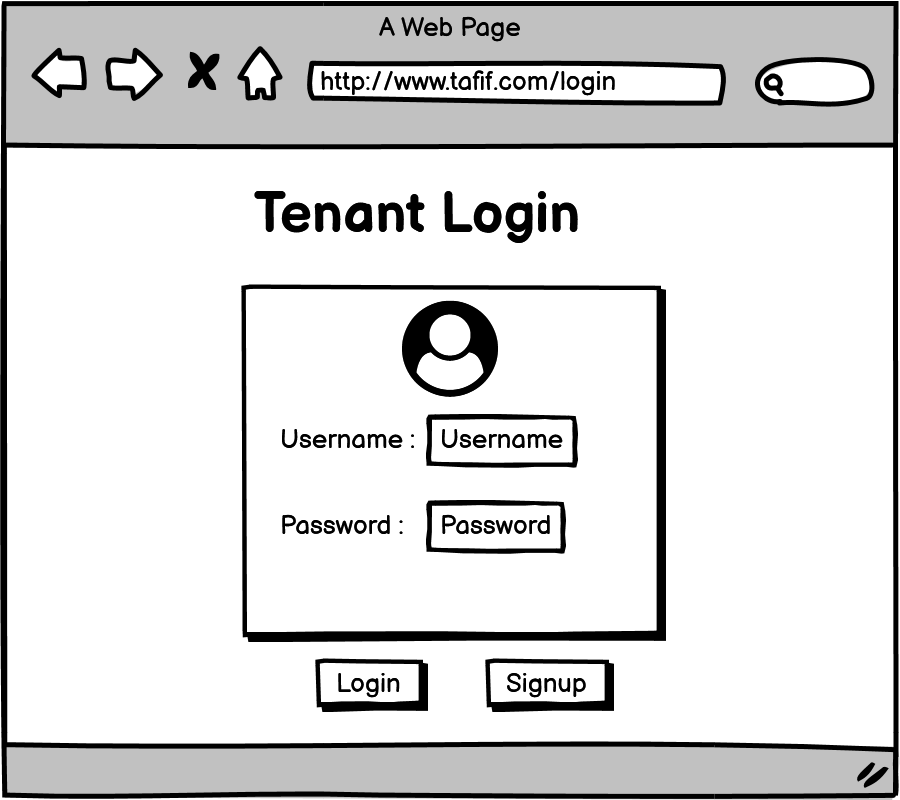 A Web Page
http://www.tafif.com/login
Tenant Login
Username : Username
Password : Password
Login Signup